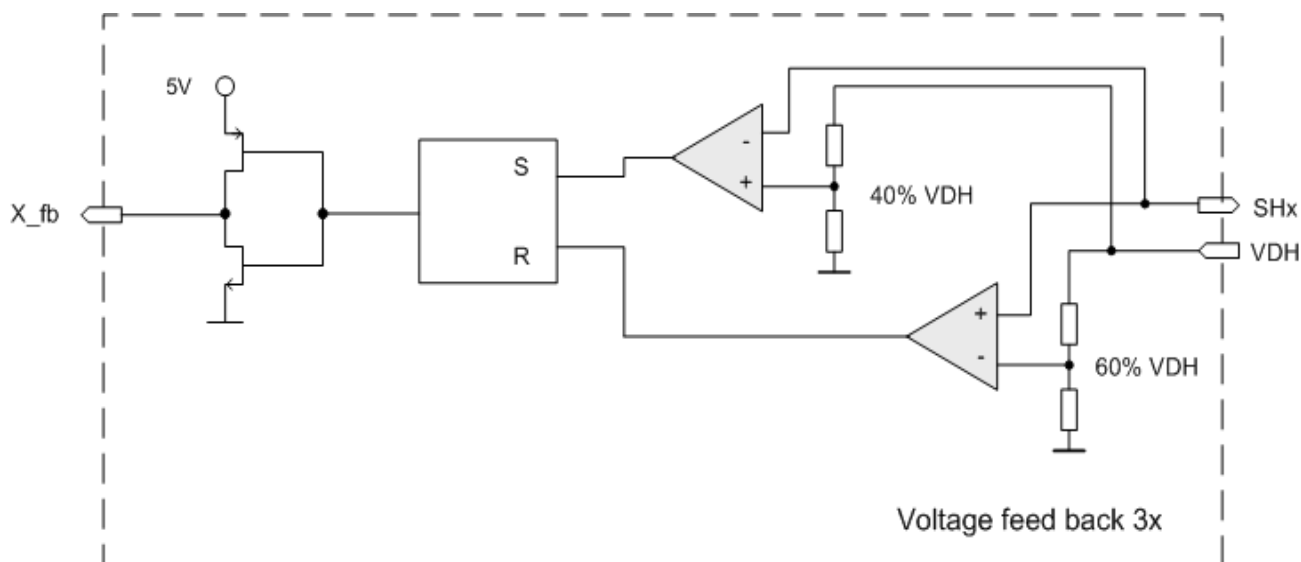 5V
S
-
+
40% VDH
X_fb
SHx
R
VDH
+
-
60% VDH
Voltage feed back 3x